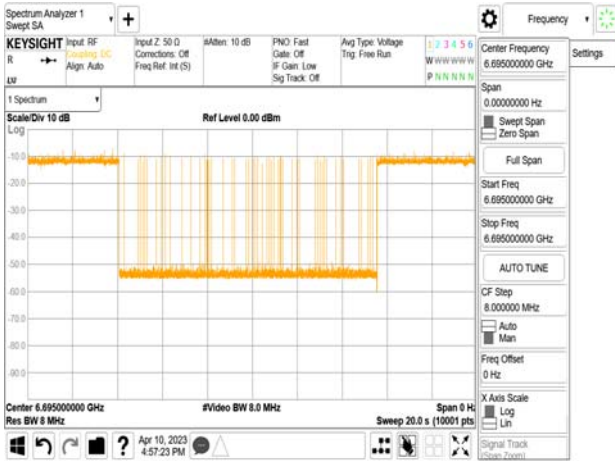 Spectrum Analyzer 1
Swept SA
+
Frequency
KEYSIGHT
Input: RF
Coupling: DC
Align: Auto
Input Z: 50 Ω
Corrections: Off
Freq Ref: Int (S)
#Atten: 10 dB
PNO: Fast
Gate: Off
IF Gain: Low
Sig Track: Off
Avg Type: Voltage
Trig: Free Run
1 2 3 4 5 6
W W W W W W
P N N N N N
R
LXI
Center Frequency
6.695000000 GHz
Settings
Span
0.00000000 Hz
Swept Span
Zero Span
Full Span
Start Freq
6.695000000 GHz
Stop Freq
6.695000000 GHz
AUTO TUNE
CF Step
8.000000 MHz
Auto
Man
Freq Offset
0 Hz
X Axis Scale
Log
Lin
Signal Track
(Span Zoom)
1 Spectrum
Scale/Div 10 dB
Ref Level 0.00 dBm
Log
-10.0
-20.0
-30.0
-40.0
-50.0
-60.0
-70.0
-80.0
-90.0
Center 6.695000000 GHz
#Video BW 8.0 MHz
Span 0 Hz
Res BW 8 MHz
Sweep 20.0 s (10001 pts
?
Apr 10, 2023
4:57:23 PM